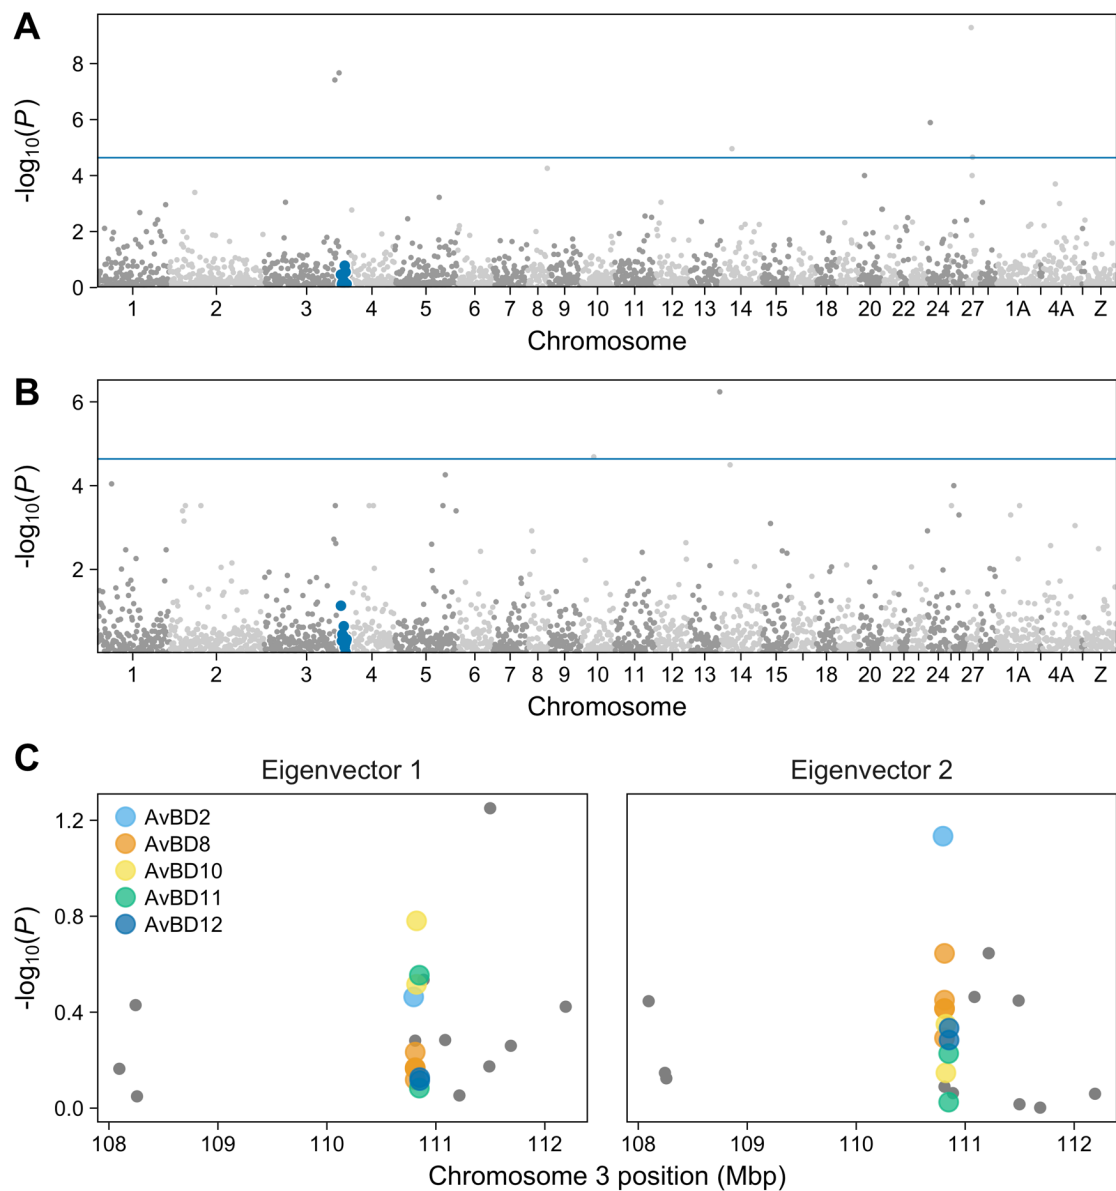 A
-log10(P)
8
6
4
2
0
1 2 3 4 5 6 7 8 9 10 11 12 13 14 15 18 20 22 24 27 1A 4A Z
Chromosome
B
-log10(P)
6
4
2
1 2 3 4 5 6 7 8 9 10 11 12 13 14 15 18 20 22 24 27 1A 4A Z
Chromosome
C
Eigenvector 1 Eigenvector 2
-log10(P)
1.2
0.8
0.4
0.0
AvBD2
AvBD8
AvBD10
AvBD11
AvBD12
108 109 110 111 112 108 109 110 111 112
Chromosome 3 position (Mbp)